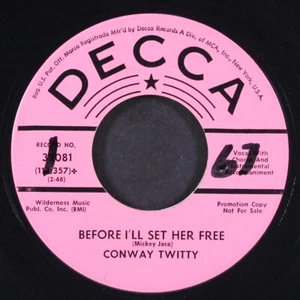 Reg. U.S. Pat. Off. Marca Registrada Mfr'd by Decca Records A Div. of MCA, Inc., New York, U.S.A.
DECCA
RECORD NO.
(2:46)
67
Vocal With
Chorus And
Instrumental
Accompaniment
Wilderness Music
Publ. Co., Inc. (BMI)
Promotion Copy
Not For Sale
BEFORE I'LL SET HER FREE
(Mickey Jaco)
CONWAY TWITTY